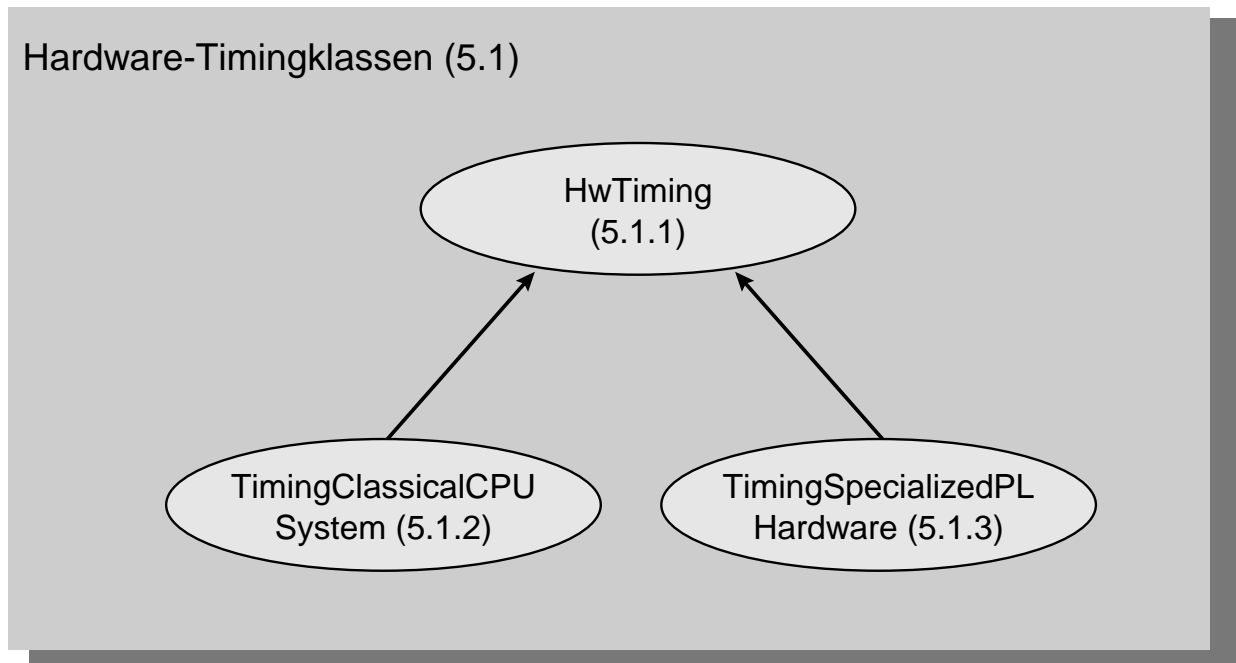 Hardware-Timingklassen (5.1)
HwTiming
(5.1.1)
TimingClassicalCPU
System (5.1.2)
TimingSpecializedPL
Hardware (5.1.3)